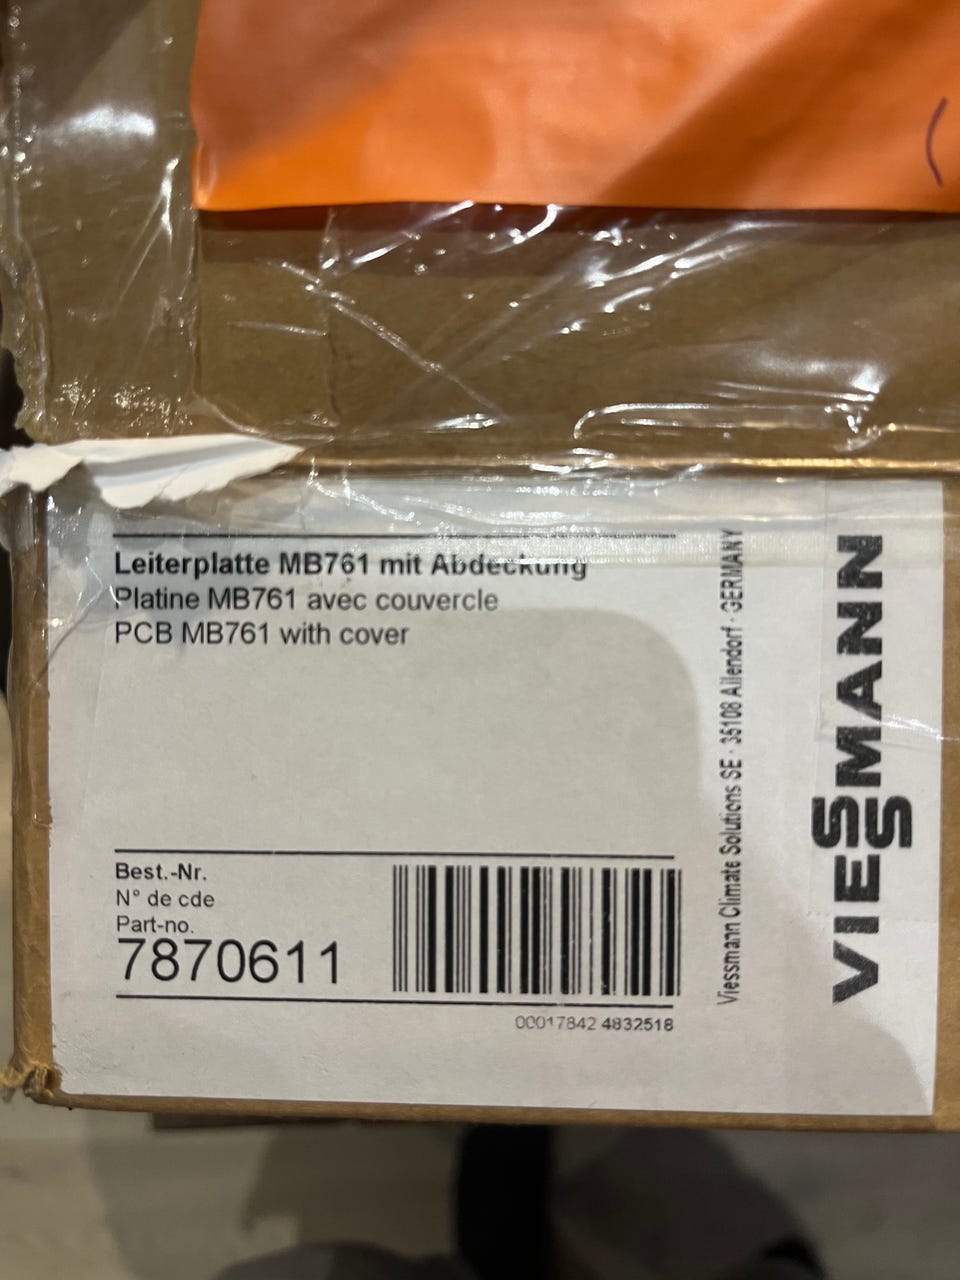 Leiterplatte MB761 mit Abdeckung
Platine MB761 avec couvercle
PCB MB761 with cover
Best.-Nr.
N° de cde
Part-no.
7870611
00017842 4832518
Viessmann Climate Solutions SE · 35108 Allendorf · GERMANY
VIESSMANN